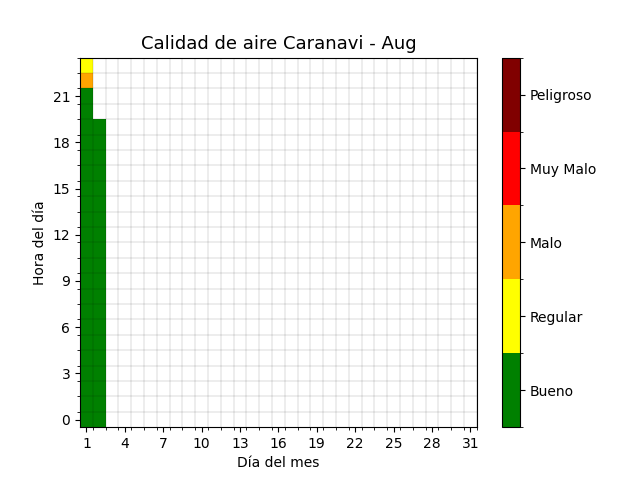 Calidad de aire Caranavi - Aug
Hora del día
21
18
15
12
9
6
3
0
1 4 7 10 13 16 19 22 25 28 31
Día del mes
Peligroso
Muy Malo
Malo
Regular
Bueno